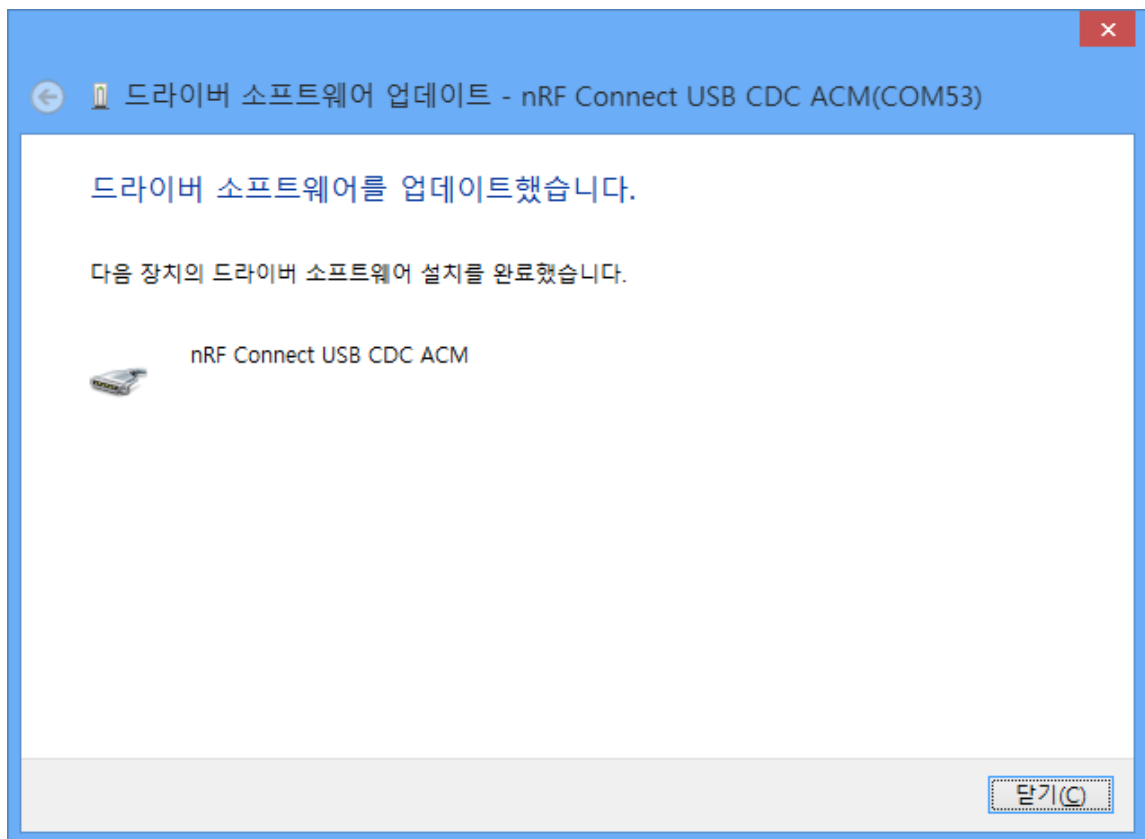 드라이버 소프트웨어 업데이트 - nRF Connect USB CDC ACM(COM53)
드라이버 소프트웨어를 업데이트했습니다.
다음 장치의 드라이버 소프트웨어 설치를 완료했습니다.
nRF Connect USB CDC ACM
닫기(C)